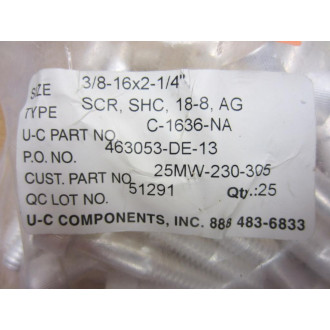 SIZE 3/8-16x2-1/4"
TYPE SCR, SHC, 18-8, AG
U-C PART NO C-1636-NA
P.O. NO. 463053-DE-13
CUST. PART NO 25MW-230-305
QC LOT NO. 51291 Qty.:25
U-C COMPONENTS, INC. 885 483-6833